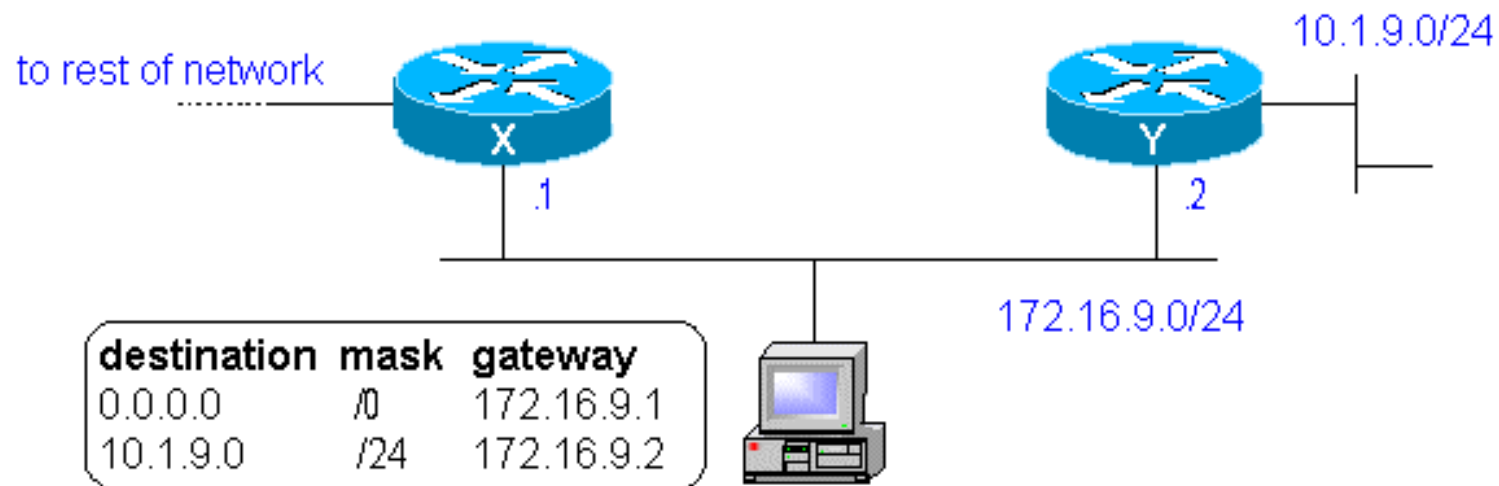 10.1.9.0/24
to rest of network
X
Y
.1
.2
172.16.9.0/24
destination mask gateway
0.0.0.0 /0 172.16.9.1
10.1.9.0 /24 172.16.9.2